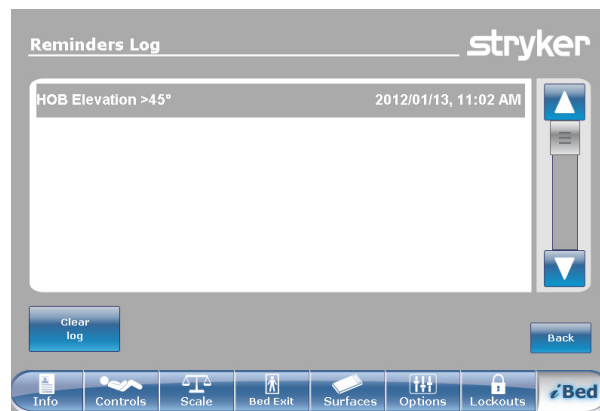 Reminders Log
stryker
HOB Elevation >45° 2012/01/13, 11:02 AM
Clear
log
Back
Info Controls Scale Bed Exit Surfaces Options Lockouts iBed